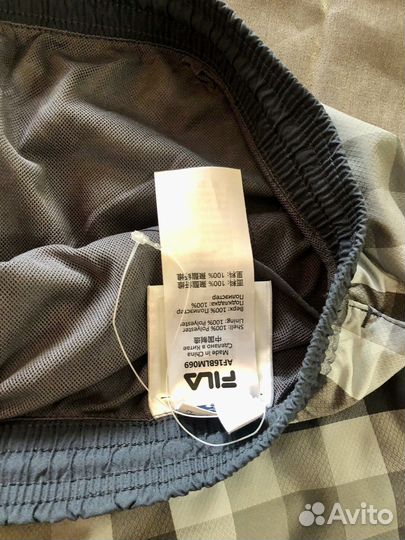 FILA
AF16BLM069
Made in China
Сделано в Китае
中国制造
Shell: 100% Polyester
Lining: 100% Polyester
Верх: 100% Полиэстер
Подкладка: 100%
Полиэстер
面料: 100% 聚酯纤维
里料: 100% 聚酯纤维
Avito